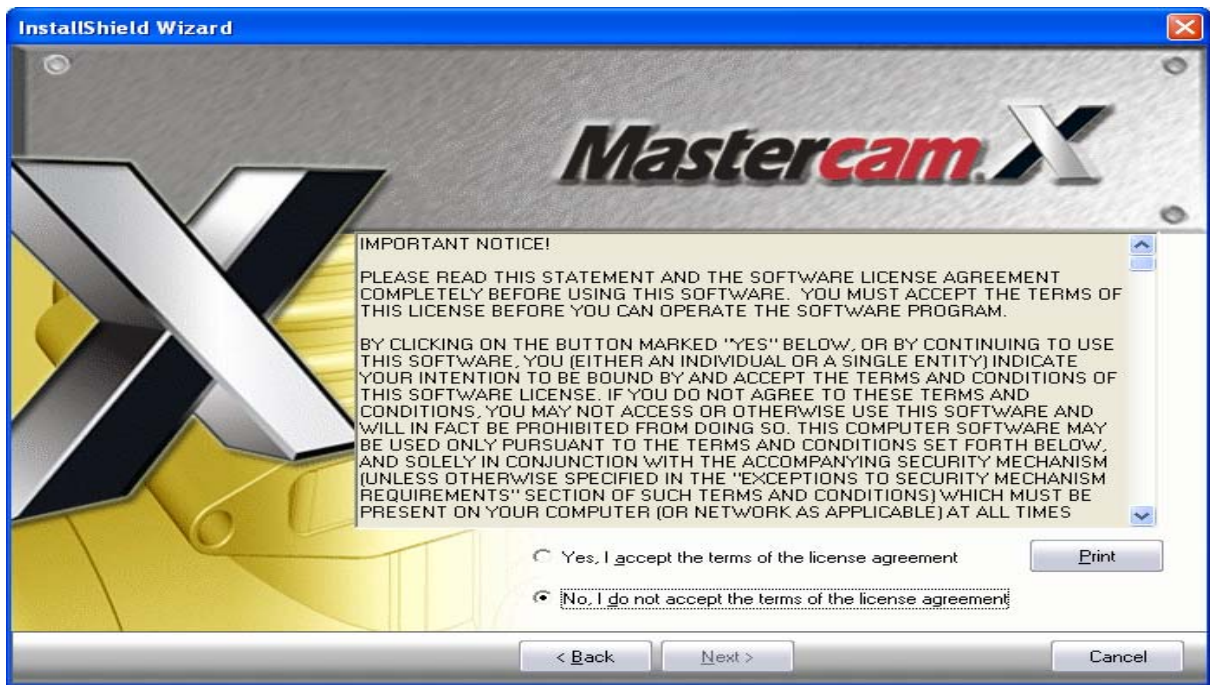 InstallShield Wizard
Mastercam.X
IMPORTANT NOTICE!
PLEASE READ THIS STATEMENT AND THE SOFTWARE LICENSE AGREEMENT
COMPLETELY BEFORE USING THIS SOFTWARE. YOU MUST ACCEPT THE TERMS OF
THIS LICENSE BEFORE YOU CAN OPERATE THE SOFTWARE PROGRAM.
BY CLICKING ON THE BUTTON MARKED "YES" BELOW, OR BY CONTINUING TO USE
THIS SOFTWARE, YOU (EITHER AN INDIVIDUAL OR A SINGLE ENTITY) INDICATE
YOUR INTENTION TO BE BOUND BY AND ACCEPT THE TERMS AND CONDITIONS OF
THIS SOFTWARE LICENSE. IF YOU DO NOT AGREE TO THESE TERMS AND
CONDITIONS, YOU MAY NOT ACCESS OR OTHERWISE USE THIS SOFTWARE AND
WILL IN FACT BE PROHIBITED FROM DOING SO. THIS COMPUTER SOFTWARE MAY
BE USED ONLY PURSUANT TO THE TERMS AND CONDITIONS SET FORTH BELOW,
AND SOLELY IN CONJUNCTION WITH THE ACCOMPANYING SECURITY MECHANISM
(UNLESS OTHERWISE SPECIFIED IN THE "EXCEPTIONS TO SECURITY MECHANISM
REQUIREMENTS" SECTION OF SUCH TERMS AND CONDITIONS) WHICH MUST BE
PRESENT ON YOUR COMPUTER (OR NETWORK AS APPLICABLE) AT ALL TIMES
Yes, I accept the terms of the license agreement
Print
No, I do not accept the terms of the license agreement
< Back
Next >
Cancel